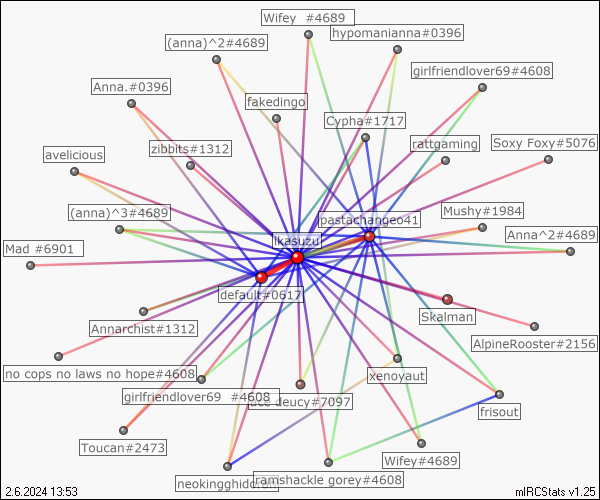 Wifey #4689
hypomanianna#0396
(anna)^2#4689
girlfriendlover69#4608
Anna.#0396
fakedingo
Cypha#1717
zibbits#1312
rattgaming
Soxy Foxy#5076
avelicious
(anna)^3#4689
pastachangeo41
Mushy#1984
Anna^2#4689
ikasuzu
Mad #6901
default#0617
Skalman
Annarchist#1312
AlpineRooster#2156
no cops no laws no hope#4608
xenoyaut
girlfriendlover69 #4608
deucy#7097
frisout
Toucan#2473
Wifey#4689
ramshackle gorey#4608
2.6.2024 13:53
mIRCStats v1.25